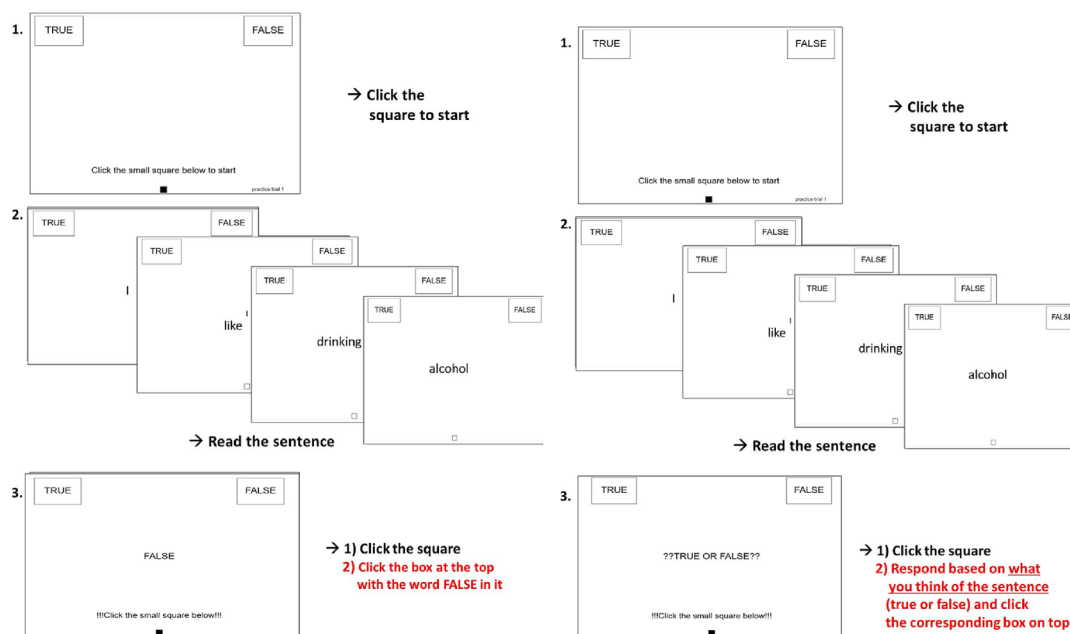 1.
TRUE
FALSE
→ Click the
square to start
Click the small square below to start
practice trial 1
2.
TRUE
FALSE
I
TRUE
FALSE
I
like
TRUE
FALSE
drinking
TRUE
FALSE
alcohol
→ Read the sentence
3.
TRUE
FALSE
FALSE
!!!Click the small square below!!!
→ 1) Click the square
2) Click the box at the top
with the word FALSE in it
1.
TRUE
FALSE
→ Click the
square to start
Click the small square below to start
practice trial 1
2.
TRUE
FALSE
I
TRUE
FALSE
I
like
TRUE
FALSE
drinking
TRUE
FALSE
alcohol
→ Read the sentence
3.
TRUE
FALSE
??TRUE OR FALSE??
!!!Click the small square below!!!
→ 1) Click the square
2) Respond based on what
you think of the sentence
(true or false) and click
the corresponding box on top